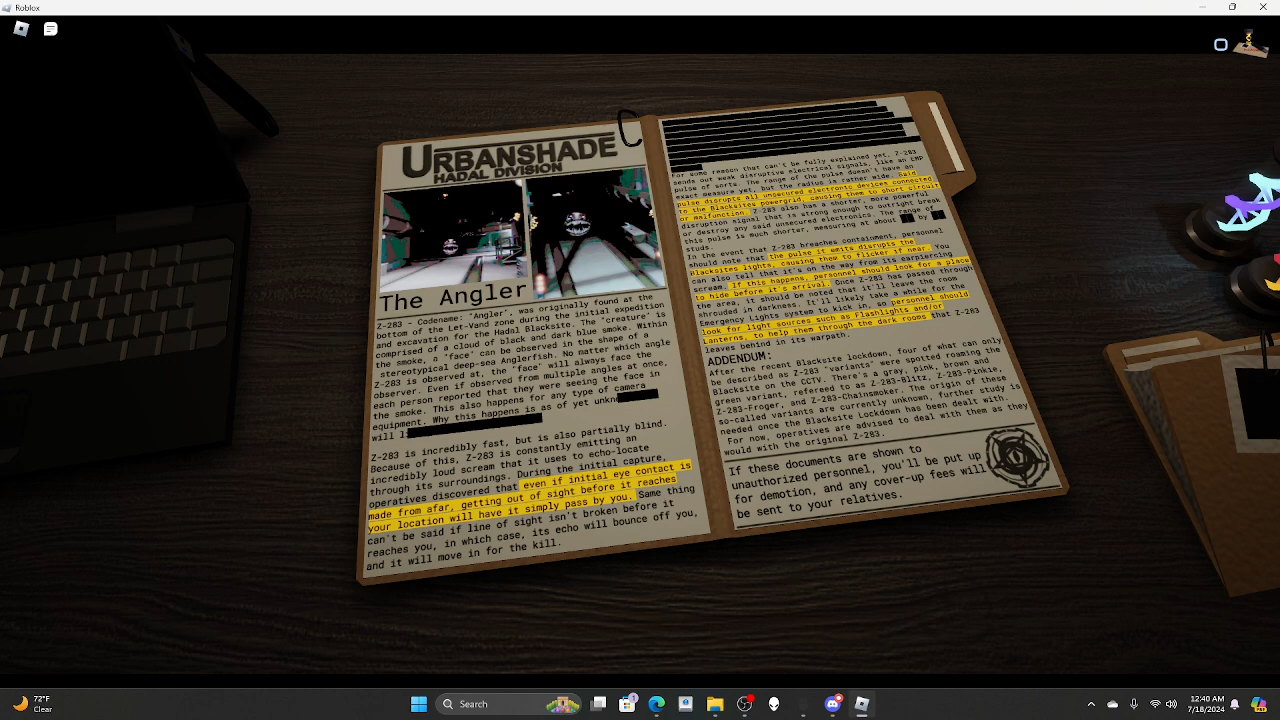 Roblox
URBANSHADE
HADAL DIVISION
The Angler
Z-283 - Codename: 'Angler', was originally found at the
bottom of the Let-Vand zone during the initial expedition
and excavation for the Hadal Blacksite. The "creature" is
comprised of a cloud of black and dark blue smoke. Within
the smoke, a "face" can be observed in the shape of a
stereotypical deep-sea Anglerfish. No matter which angle
Z-283 is observed at, the "face" will always face the
observer. Even if observed from multiple angles at once,
each person reported that they were seeing the face in
the smoke. This also happens for any type of camera
equipment. Why this happens is as of yet unkn
will l
Z-283 is incredibly fast, but is also partially blind.
Because of this, Z-283 is constantly emitting an
incredibly loud scream that it uses to echo-locate
through its surroundings. During the initial capture,
operatives discovered that even if initial eye contact is
made from afar, getting out of sight before it reaches
your location will have it simply pass by you. Same thing
can't be said if line of sight isn't broken before it
reaches you, in which case, its echo will bounce off you,
and it will move in for the kill.
For some reason that can't be fully explained yet, Z-283
sends out weak disruptive electrical signals, like an EMP
pulse of sorts. The range of the pulse doesn't have an
exact measure yet, but the radius is rather wide. Said
pulse disrupts all unsecured electronic devices connected
to the Blacksites powergrid, causing them to short circuit
or malfunction. Z-283 also has a shorter, more powerful
disruption signal that is strong enough to outright break
or destroy any said unsecured electronics. The range of
this pulse is much shorter, measuring at about by
studs.
In the event that Z-283 breaches containment, personnel
should note that the pulse it emits disrupts the
Blacksites lights, causing them to flicker if near. You
can also tell that it's on the way from its earpiercing
scream. If this happens, personnel should look for a place
to hide before it's arrival. Once Z-283 has passed through
the area, it should be noted that it'll leave the room
shrouded in darkness. It'll likely take a while for the
Emergency Lights system to kick in, so personnel should
look for light sources such as Flashlights and/or
Lanterns, to help them through the dark rooms that Z-283
leaves behind in its warpath.
ADDENDUM:
After the recent Blacksite lockdown, four of what can only
be described as Z-283 "variants" were spotted roaming the
Blacksite on the CCTV. There's a gray, pink, brown and
green variant, refereed to as Z-283-Blitz, Z-283-Pinkie,
Z-283-Froger, and Z-283-Chainsmoker. The origin of these
so-called variants are currently unknown, further study is
needed once the Blacksite Lockdown has been dealt with.
For now, operatives are advised to deal with them as they
would with the original Z-283.
If these documents are shown to
unauthorized personnel, you'll be put up
for demotion, and any cover-up fees will
be sent to your relatives.
72°F
Clear
Search
12:40 AM
7/18/2024